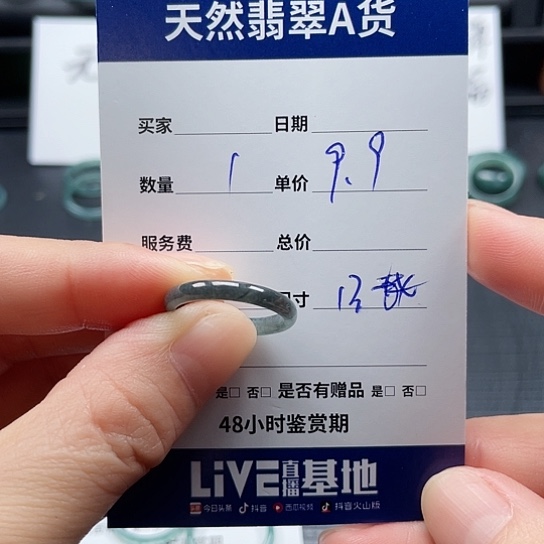 天然翡翠A货
买家 日期
数量 1 单价 9.9
服务费 总价
寸 13
是□ 否□ 是否有赠品 是□ 否□
48小时鉴赏期
LiVE直播基地
今日头条 抖音 西瓜视频 抖音火山版